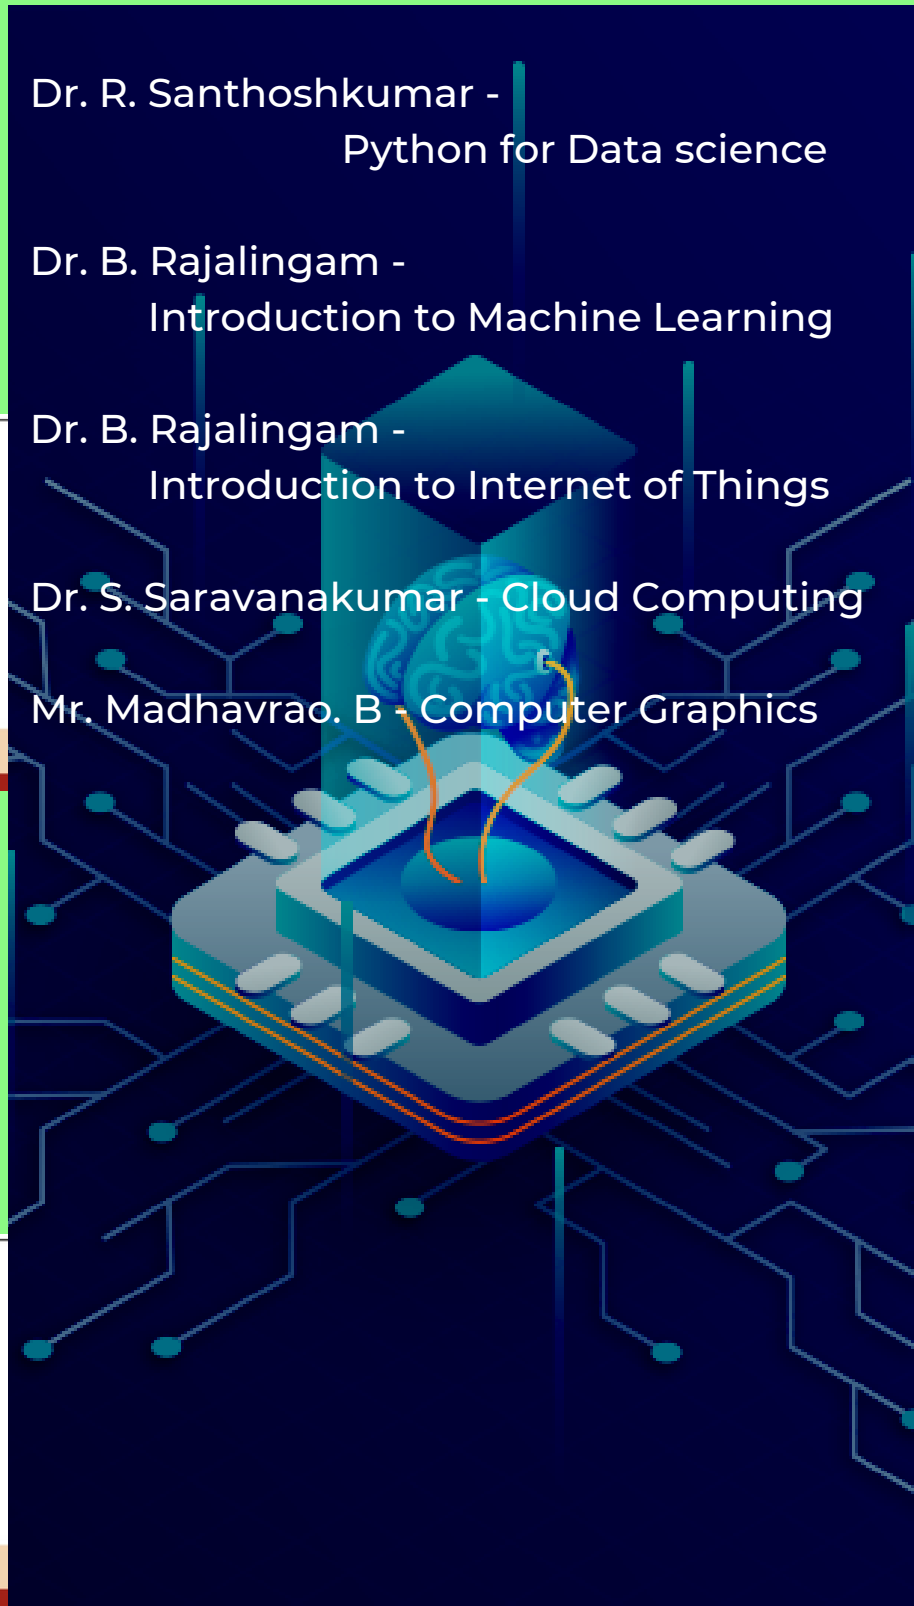 Dr. R. Santhoshkumar -
Python for Data science
Dr. B. Rajalingam -
Introduction to Machine Learning
Dr. B. Rajalingam -
Introduction to Internet of Things
Dr. S. Saravanakumar - Cloud Computing
Mr. Madhavrao. B - Computer Graphics